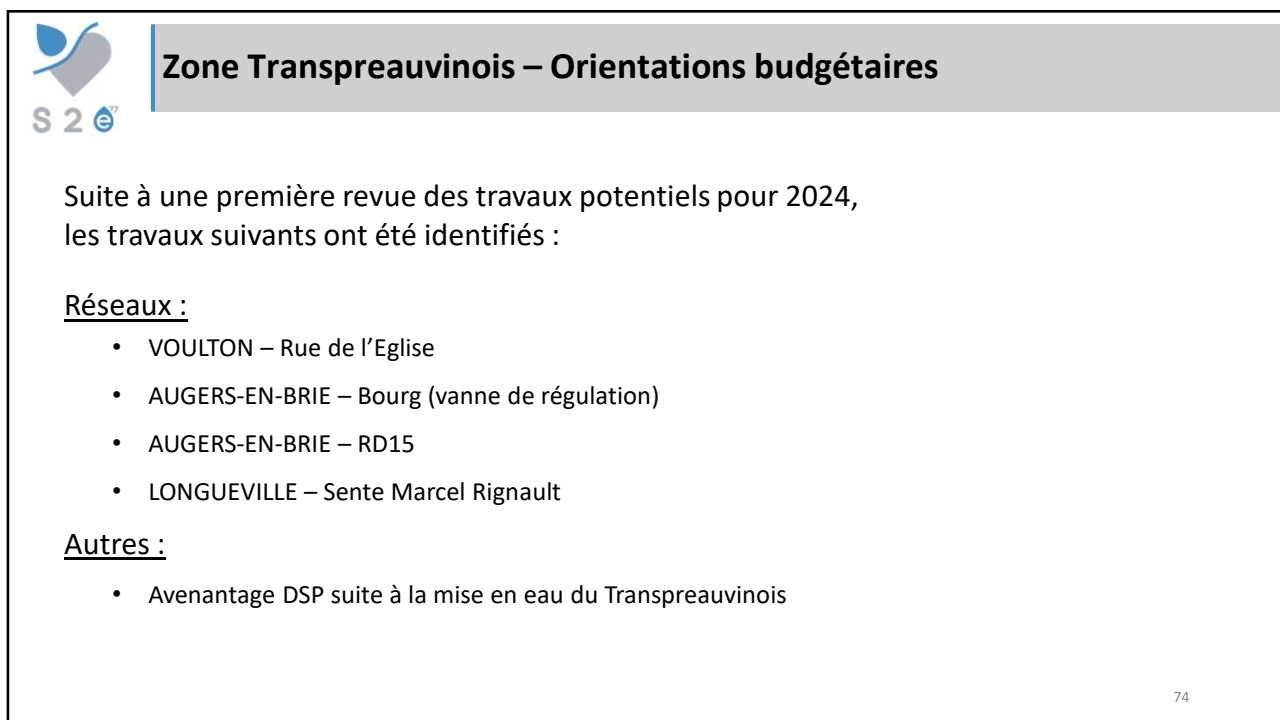 Zone Transpreauvinois – Orientations budgétaires
S 2 e 77
Suite à une première revue des travaux potentiels pour 2024,
les travaux suivants ont été identifiés :
Réseaux :
• VOULTON – Rue de l’Eglise
• AUGERS-EN-BRIE – Bourg (vanne de régulation)
• AUGERS-EN-BRIE – RD15
• LONGUEVILLE – Sente Marcel Rignault
Autres :
• Avenantage DSP suite à la mise en eau du Transpreauvinois
74